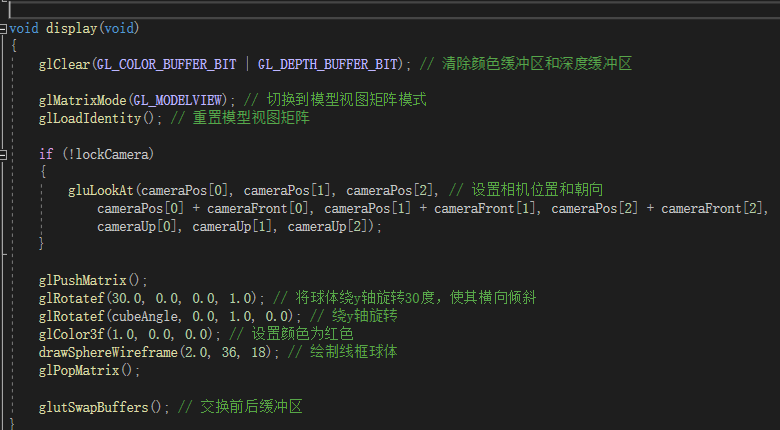 void display(void)
{
glClear(GL_COLOR_BUFFER_BIT | GL_DEPTH_BUFFER_BIT); // 清除颜色缓冲区和深度缓冲区
glMatrixMode(GL_MODELVIEW); // 切换到模型视图矩阵模式
glLoadIdentity(); // 重置模型视图矩阵
if (!lockCamera)
{
gluLookAt(cameraPos[0], cameraPos[1], cameraPos[2], // 设置相机位置和朝向
cameraPos[0] + cameraFront[0], cameraPos[1] + cameraFront[1], cameraPos[2] + cameraFront[2],
cameraUp[0], cameraUp[1], cameraUp[2]);
}
glPushMatrix();
glRotatef(30.0, 0.0, 0.0, 1.0); // 将球体绕y轴旋转30度，使其横向倾斜
glRotatef(cubeAngle, 0.0, 1.0, 0.0); // 绕y轴旋转
glColor3f(1.0, 0.0, 0.0); // 设置颜色为红色
drawSphereWireframe(2.0, 36, 18); // 绘制线框球体
glPopMatrix();
glutSwapBuffers(); // 交换前后缓冲区
}